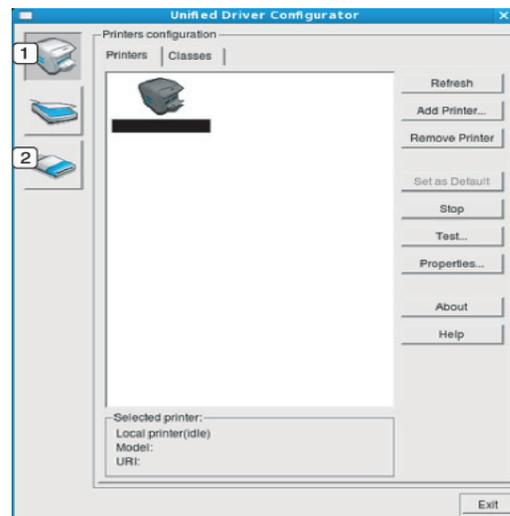 Unified Driver Configurator
1
2
Printers configuration
Printers
Classes
Refresh
Add Printer...
Remove Printer
Set as Default
Stop
Test...
Properties...
About
Help
Selected printer:
Local printer(idle)
Model:
URI:
Exit